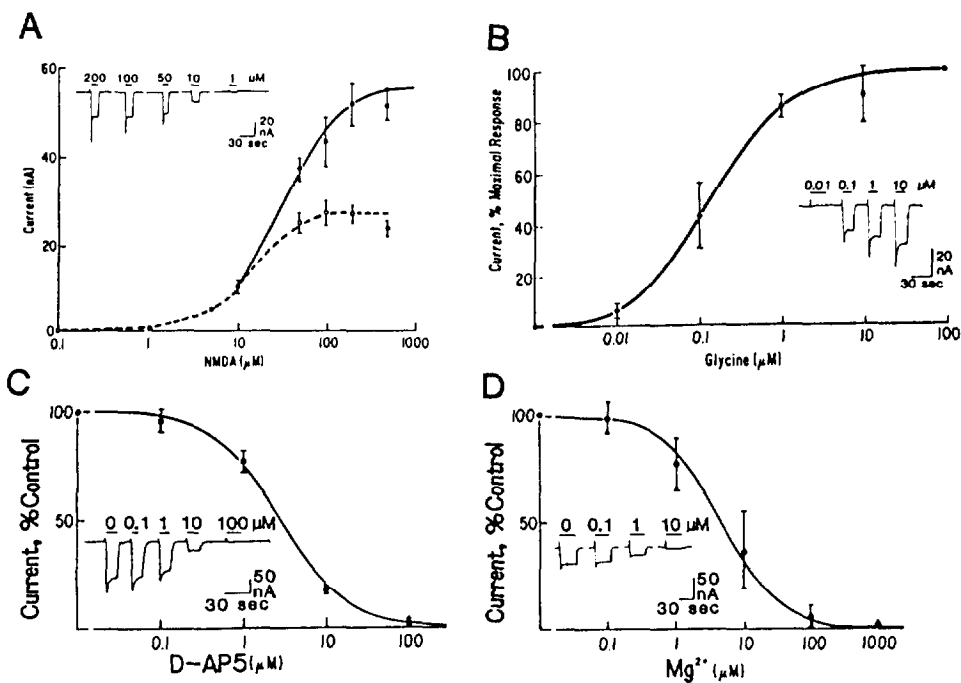 A
60
40
20
0
Current (nA)
200 100 50 10 1 μM
20
nA
30 sec
0.1 1 10 100 1000
NMDA (μM)
B
100
80
60
40
20
Current, % Maximal Response
0.01 0.1 1 10 μM
20
nA
30 sec
0.01 0.1 1 10 100
Glycine (μM)
C
100
50
Current, %Control
0 0.1 1 10 100 μM
50
nA
30 sec
0.1 1 10 100
D-AP5 (μM)
D
100
50
Current, %Control
0 0.1 1 10 μM
50
nA
30 sec
0.1 1 10 100 1000
Mg²⁺ (μM)